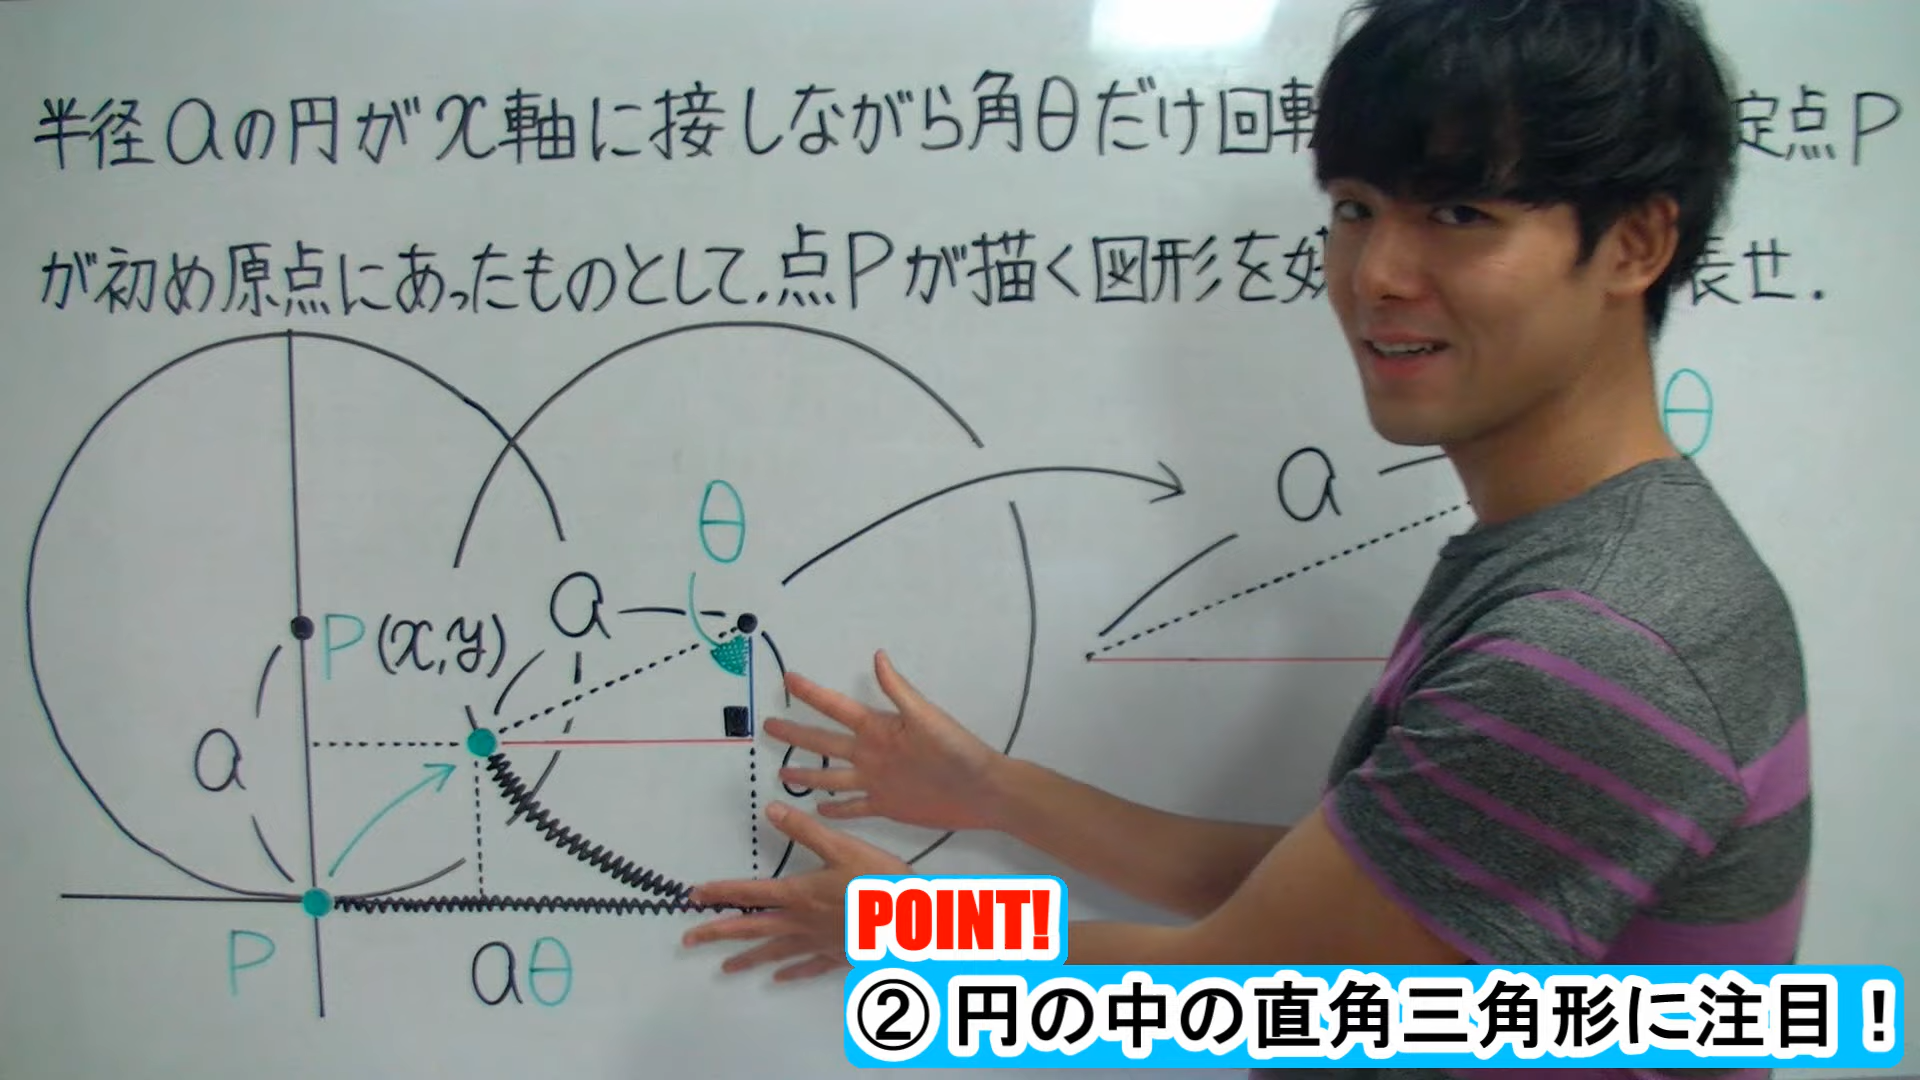 半径aの円がx軸に接しながら角θだけ回転 定点P
が初め原点にあったものとして,点Pが描く図形を 表せ.
θ
θ
a
a
P(x,y)
a
a
P
aθ
POINT!
②円の中の直角三角形に注目!